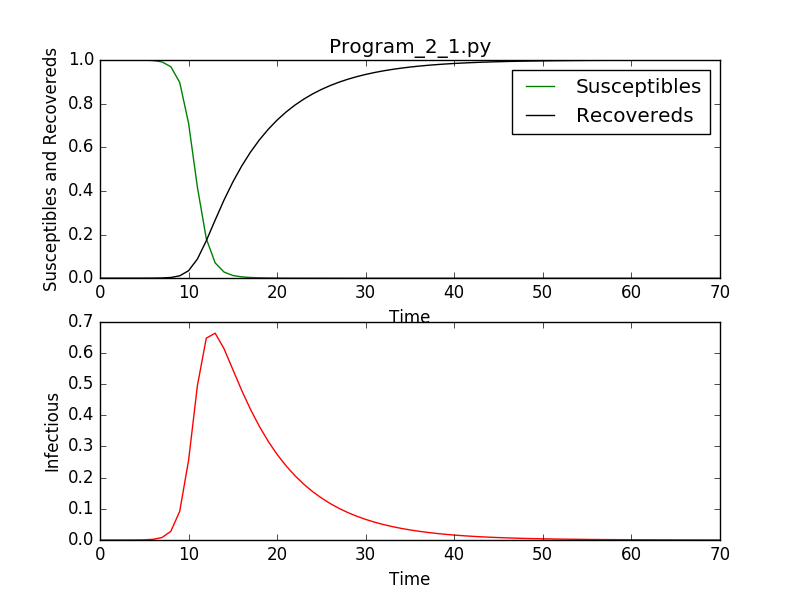 Program_2_1.py
Susceptibles and Recovereds
1.0
0.8
0.6
0.4
0.2
0.0
Susceptibles
Recovereds
0 10 20 30 40 50 60 70
Time
Infectious
0.7
0.6
0.5
0.4
0.3
0.2
0.1
0.0
0 10 20 30 40 50 60 70
Time